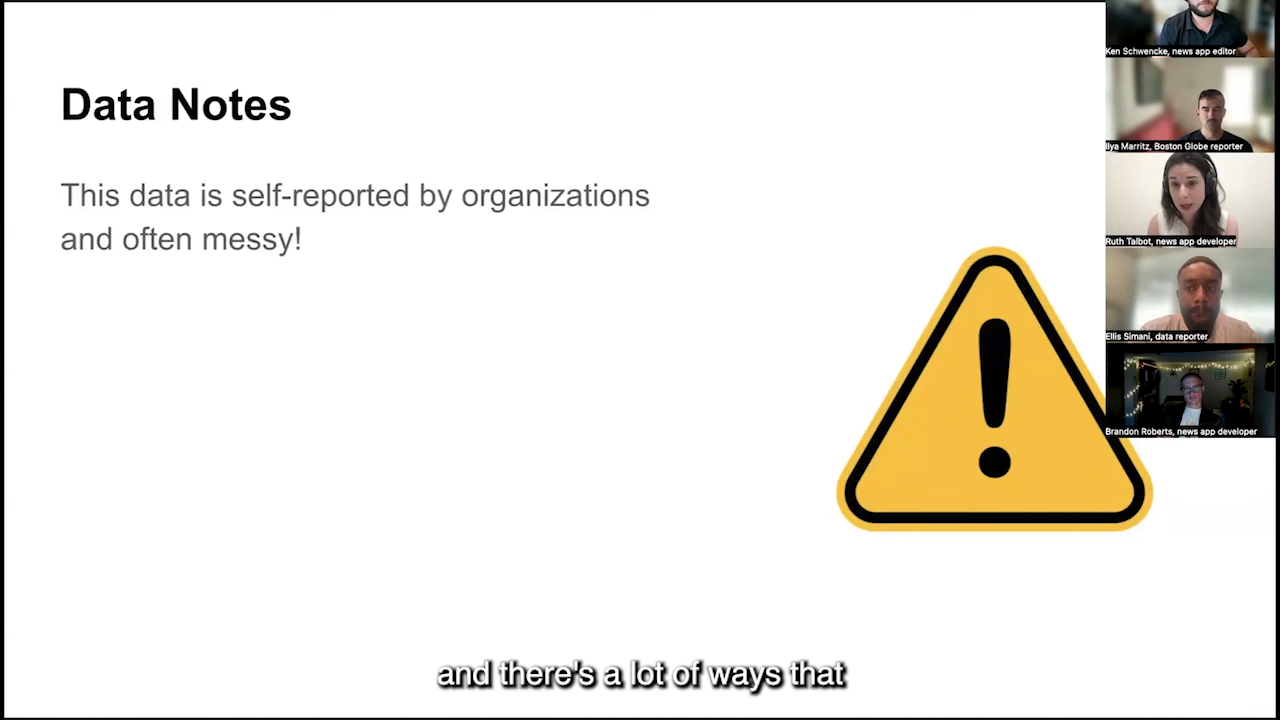 Data Notes
This data is self-reported by organizations
and often messy!
Ken Schwencke, news app editor
Ilya Marritz, Boston Globe reporter
Ruth Talbot, news app developer
Ellis Simani, data reporter
Brandon Roberts, news app developer
and there's a lot of ways that